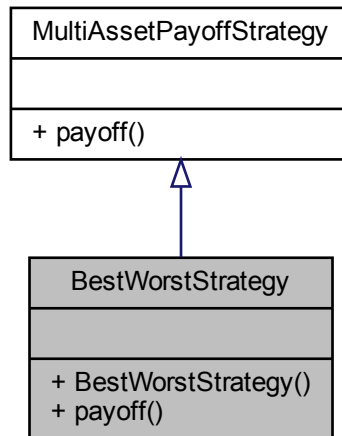 MultiAssetPayoffStrategy
+ payoff()
BestWorstStrategy
+ BestWorstStrategy()
+ payoff()